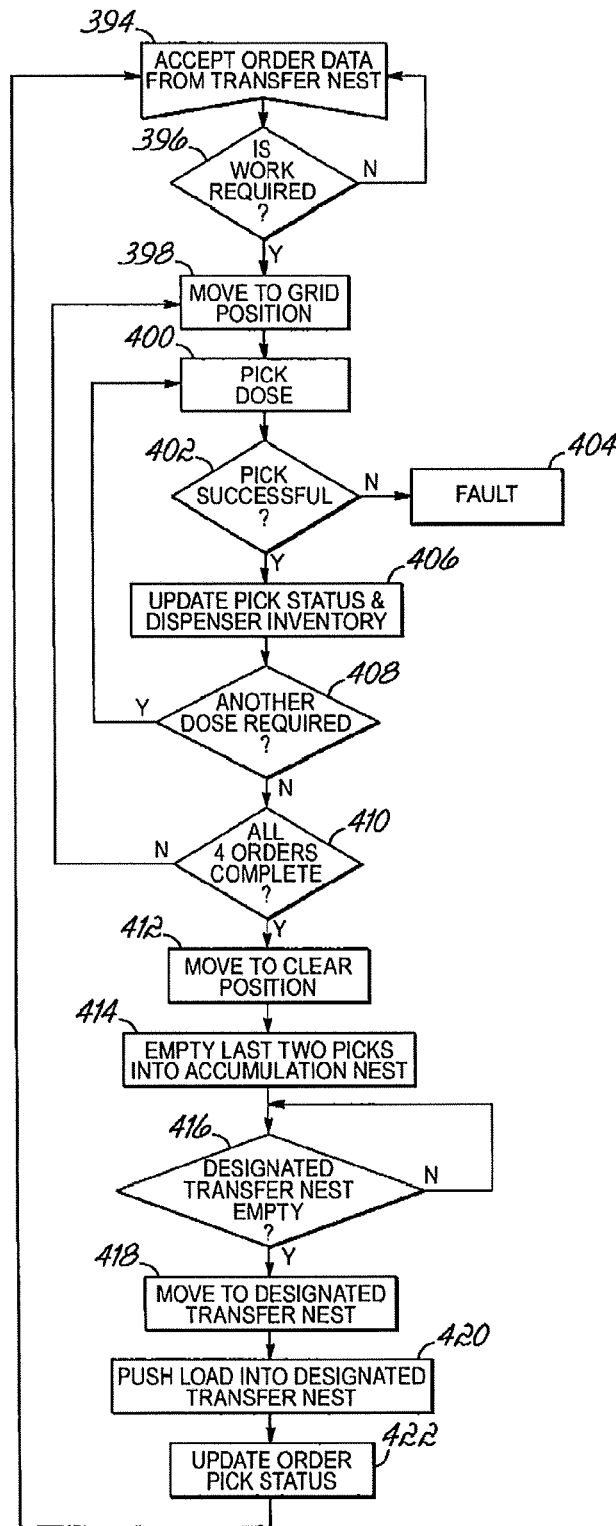 394
ACCEPT ORDER DATA
FROM TRANSFER NEST
396
IS
WORK
REQUIRED
?
N
Y
398
MOVE TO GRID
POSITION
400
PICK
DOSE
402
PICK
SUCCESSFUL
?
N
404
FAULT
Y
406
UPDATE PICK STATUS &
DISPENSER INVENTORY
408
ANOTHER
DOSE REQUIRED
?
Y
N
410
ALL
4 ORDERS
COMPLETE
?
N
Y
412
MOVE TO CLEAR
POSITION
414
EMPTY LAST TWO PICKS
INTO ACCUMULATION NEST
416
DESIGNATED
TRANSFER NEST
EMPTY
?
N
Y
418
MOVE TO DESIGNATED
TRANSFER NEST
420
PUSH LOAD INTO DESIGNATED
TRANSFER NEST
422
UPDATE ORDER
PICK STATUS